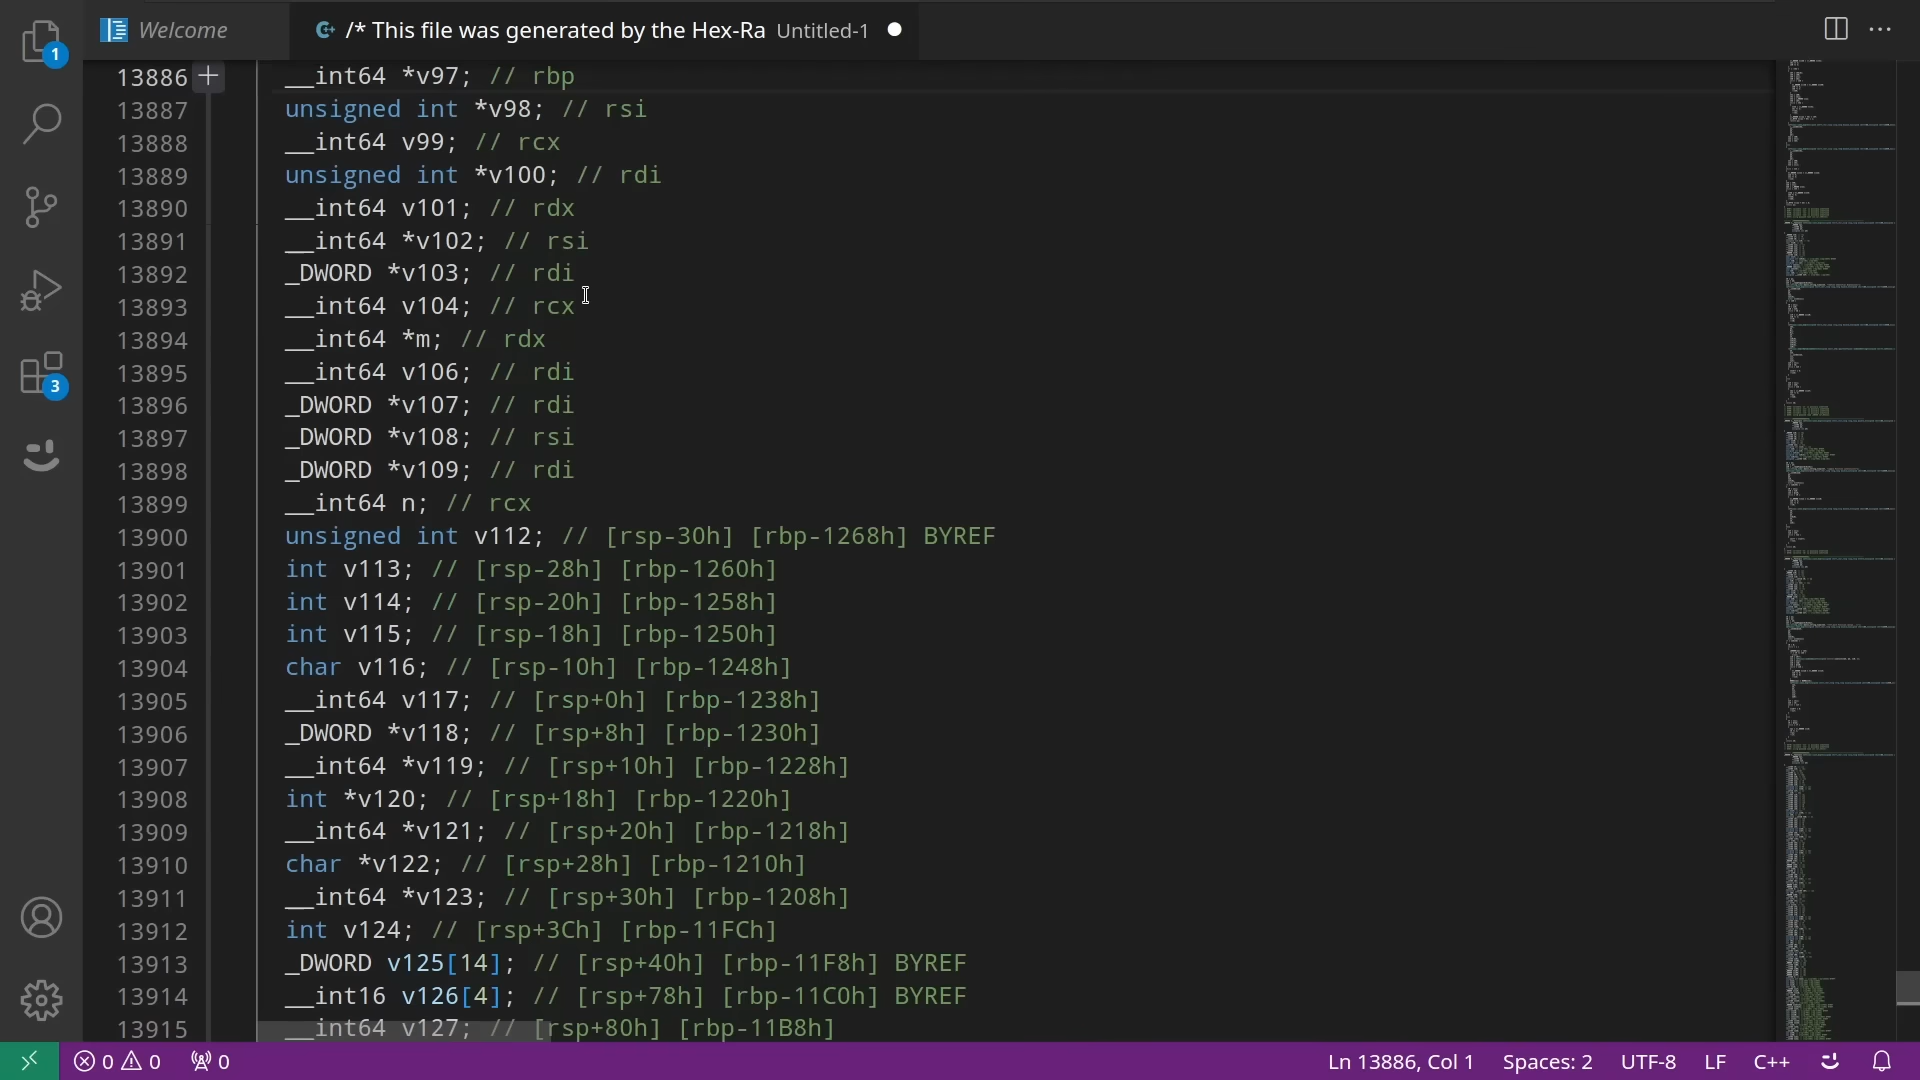 Welcome
/* This file was generated by the Hex-Ra Untitled-1
1
3
13886 + __int64 *v97; // rbp
13887 unsigned int *v98; // rsi
13888 __int64 v99; // rcx
13889 unsigned int *v100; // rdi
13890 __int64 v101; // rdx
13891 __int64 *v102; // rsi
13892 _DWORD *v103; // rdi
13893 __int64 v104; // rcx
13894 __int64 *m; // rdx
13895 __int64 v106; // rdi
13896 _DWORD *v107; // rdi
13897 _DWORD *v108; // rsi
13898 _DWORD *v109; // rdi
13899 __int64 n; // rcx
13900 unsigned int v112; // [rsp-30h] [rbp-1268h] BYREF
13901 int v113; // [rsp-28h] [rbp-1260h]
13902 int v114; // [rsp-20h] [rbp-1258h]
13903 int v115; // [rsp-18h] [rbp-1250h]
13904 char v116; // [rsp-10h] [rbp-1248h]
13905 __int64 v117; // [rsp+0h] [rbp-1238h]
13906 _DWORD *v118; // [rsp+8h] [rbp-1230h]
13907 __int64 *v119; // [rsp+10h] [rbp-1228h]
13908 int *v120; // [rsp+18h] [rbp-1220h]
13909 __int64 *v121; // [rsp+20h] [rbp-1218h]
13910 char *v122; // [rsp+28h] [rbp-1210h]
13911 __int64 *v123; // [rsp+30h] [rbp-1208h]
13912 int v124; // [rsp+3Ch] [rbp-11FCh]
13913 _DWORD v125[14]; // [rsp+40h] [rbp-11F8h] BYREF
13914 __int16 v126[4]; // [rsp+78h] [rbp-11C0h] BYREF
13915 __int64 v127; // [rsp+80h] [rbp-11B8h]
0 0 0 Ln 13886, Col 1 Spaces: 2 UTF-8 LF C++